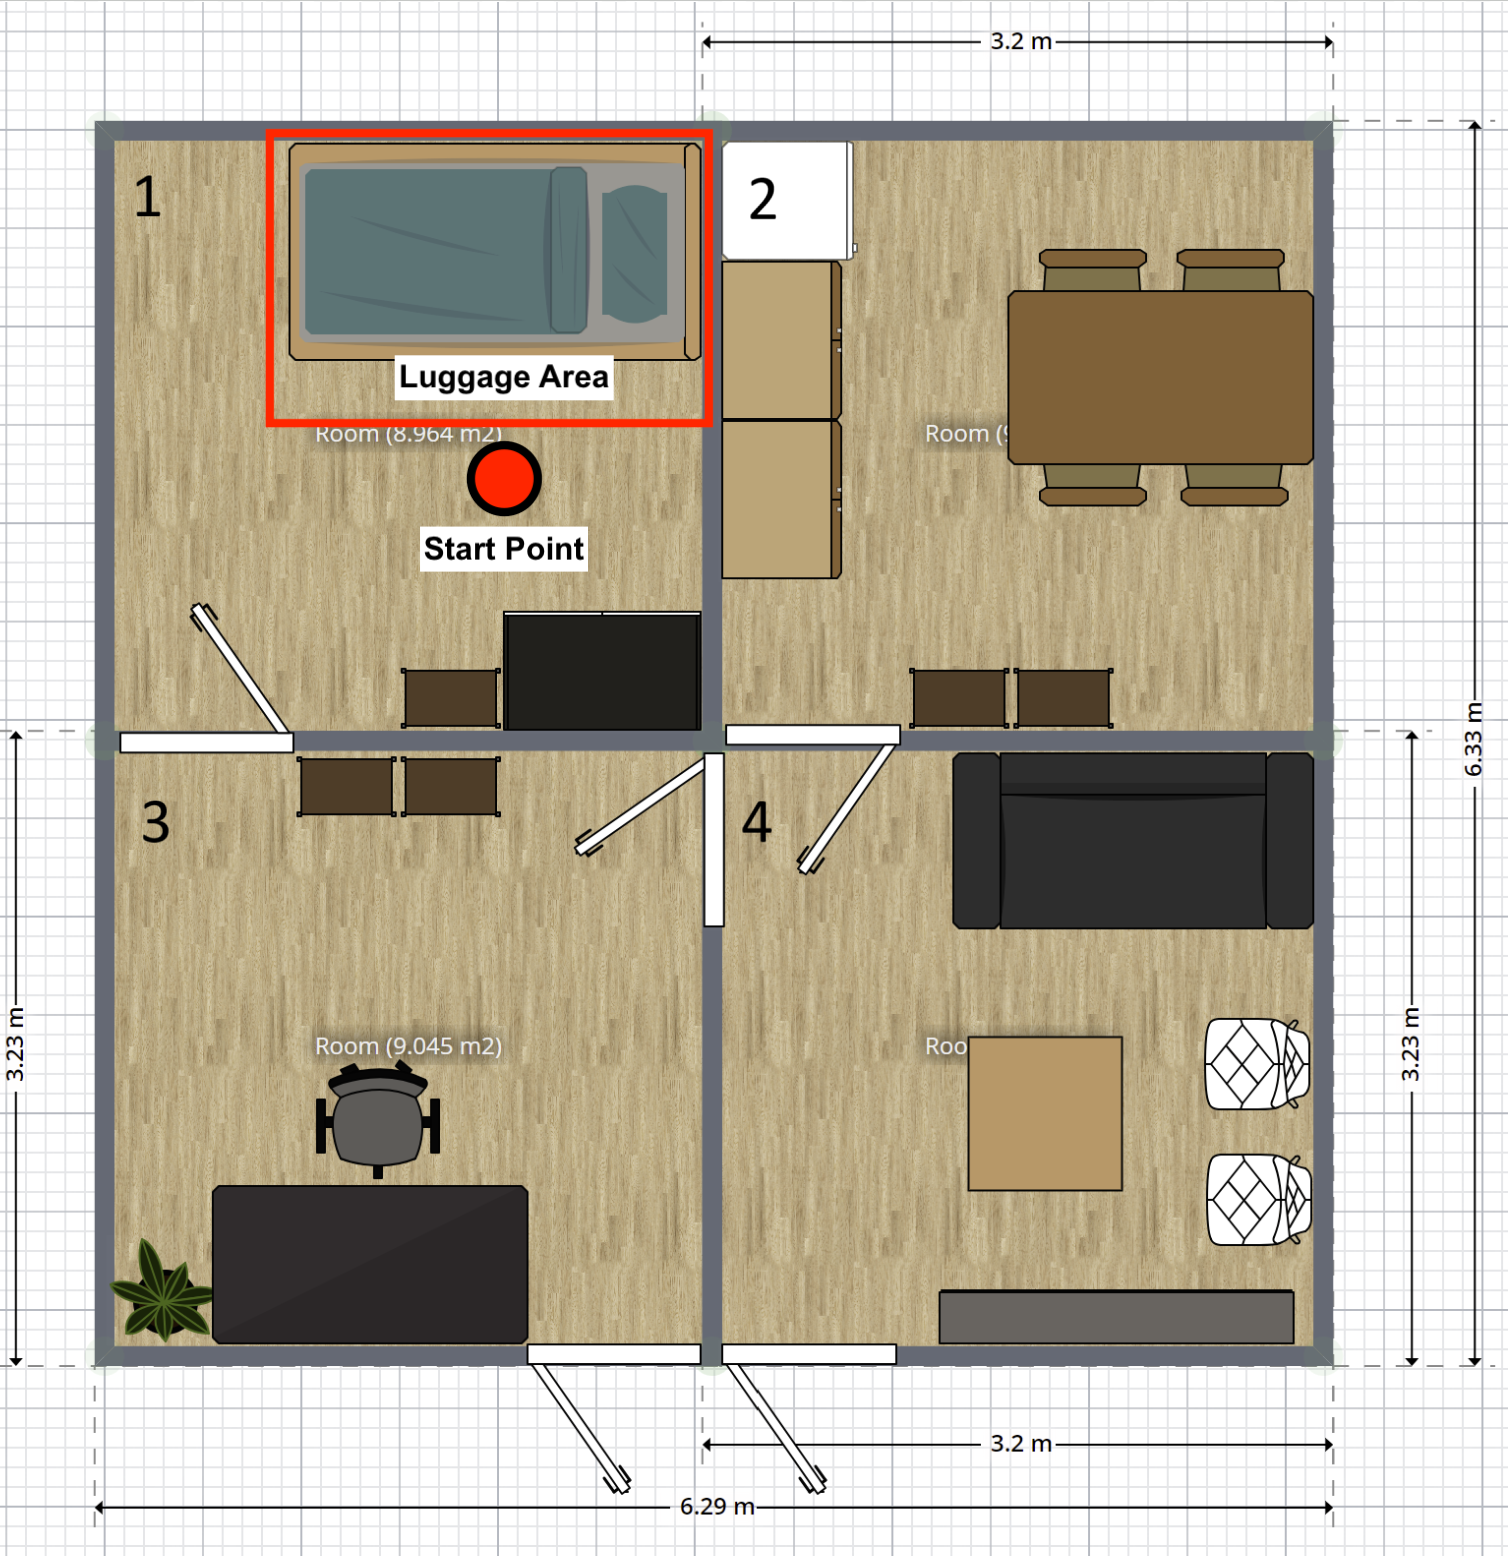 3.2 m
1
2
Luggage Area
Room (8.964 m2)
Room (9
Start Point
6.33 m
3
4
3.23 m
3.23 m
Room (9.045 m2)
Roo
3.2 m
6.29 m